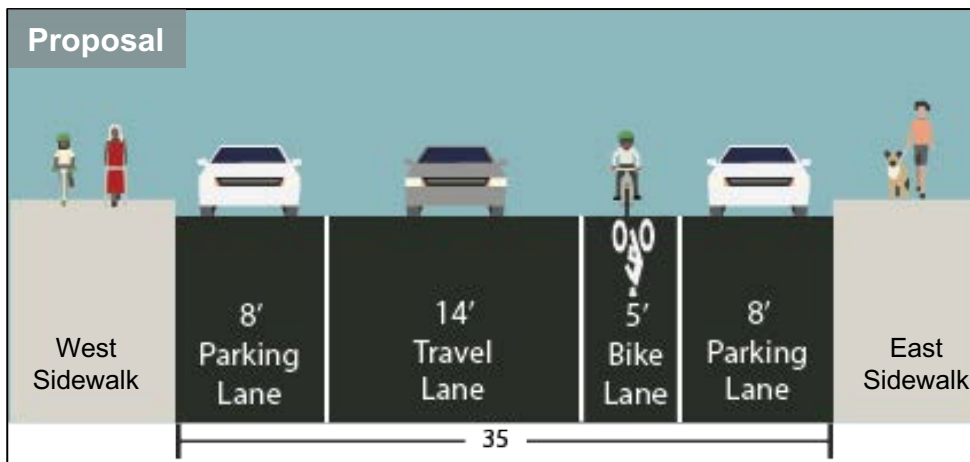 Proposal
West
Sidewalk
8′
Parking
Lane
14′
Travel
Lane
5′
Bike
Lane
8′
Parking
Lane
East
Sidewalk
35